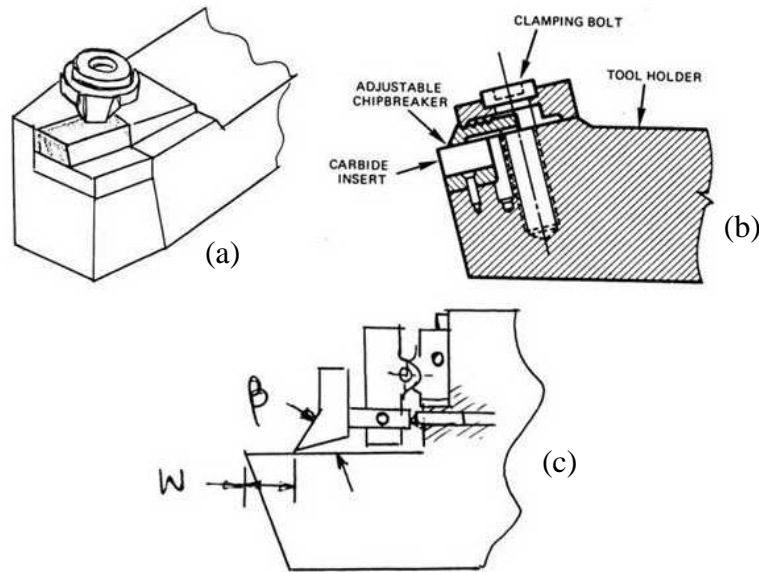 CLAMPING BOLT
ADJUSTABLE
CHIPBREAKER
TOOL HOLDER
CARBIDE
INSERT
(a)
(b)
β
W
(c)